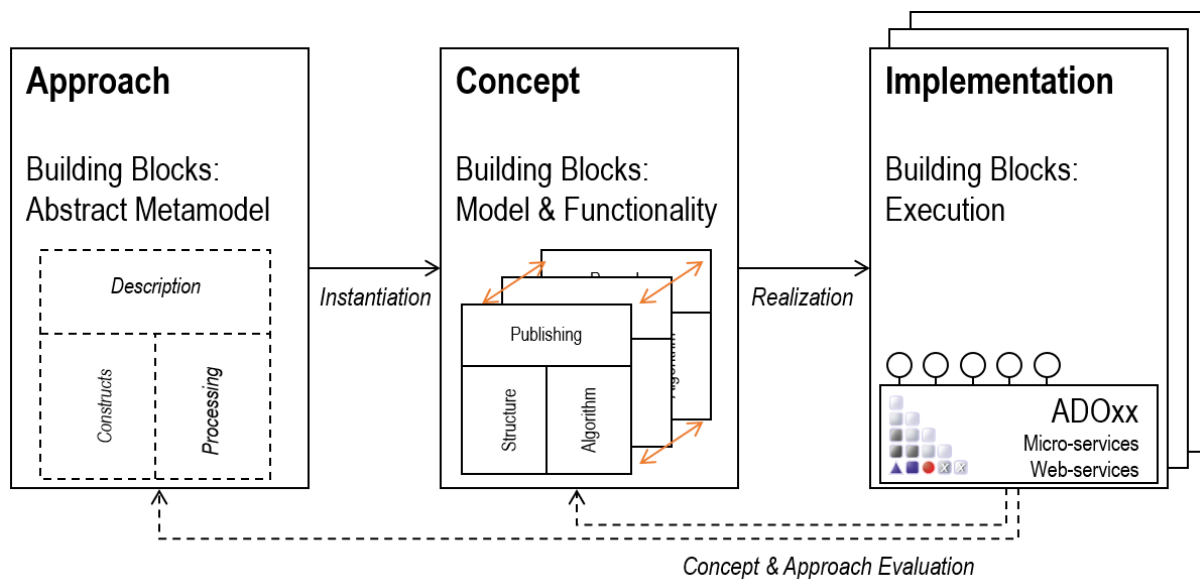 Approach
Building Blocks:
Abstract Metamodel
Description
Constructs
Processing
Instantiation
Concept
Building Blocks:
Model & Functionality
Publishing
Structure
Algorithm
Realization
Implementation
Building Blocks:
Execution
ADOxx
Micro-services
Web-services
X X
Concept & Approach Evaluation